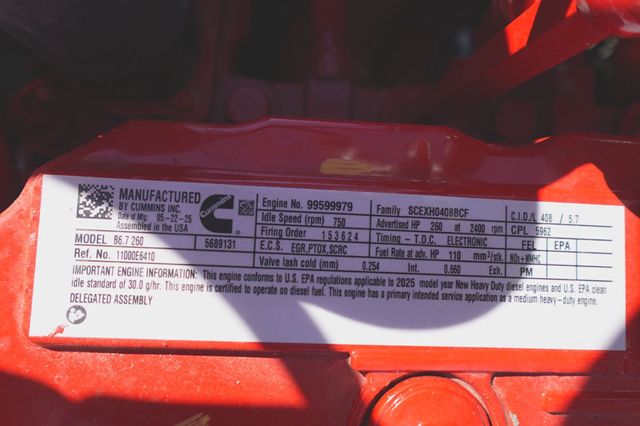 MANUFACTURED
BY CUMMINS INC.
Date of Mfg: 05-22-25
Assembled in the USA
Cummins
MODEL B6.7 260 5689131
Ref. No. 11000E6410
Engine No. 99599979
Idle Speed (rpm) 750
Firing Order 1 5 3 6 2 4
E.C.S. EGR,PTOX,SCRC
Valve lash cold (mm) 0.254 Int. 0.660 Exh.
Family SCEXH0408BCF
Advertised HP 260 at 2400 rpm
Timing - T.D.C. ELECTRONIC
Fuel Rate at adv. HP 110 mm³/stk.
C.I.D./L 408 / 6.7
CPL 5962
FEL EPA
NOx+NMHC
PM
IMPORTANT ENGINE INFORMATION: This engine conforms to U.S. EPA regulations applicable to 2025 model year New Heavy Duty diesel engines and U.S. EPA clean
idle standard of 30.0 g/hr. This engine is certified to operate on diesel fuel. This engine has a primary intended service application as a medium heavy-duty engine.
DELEGATED ASSEMBLY